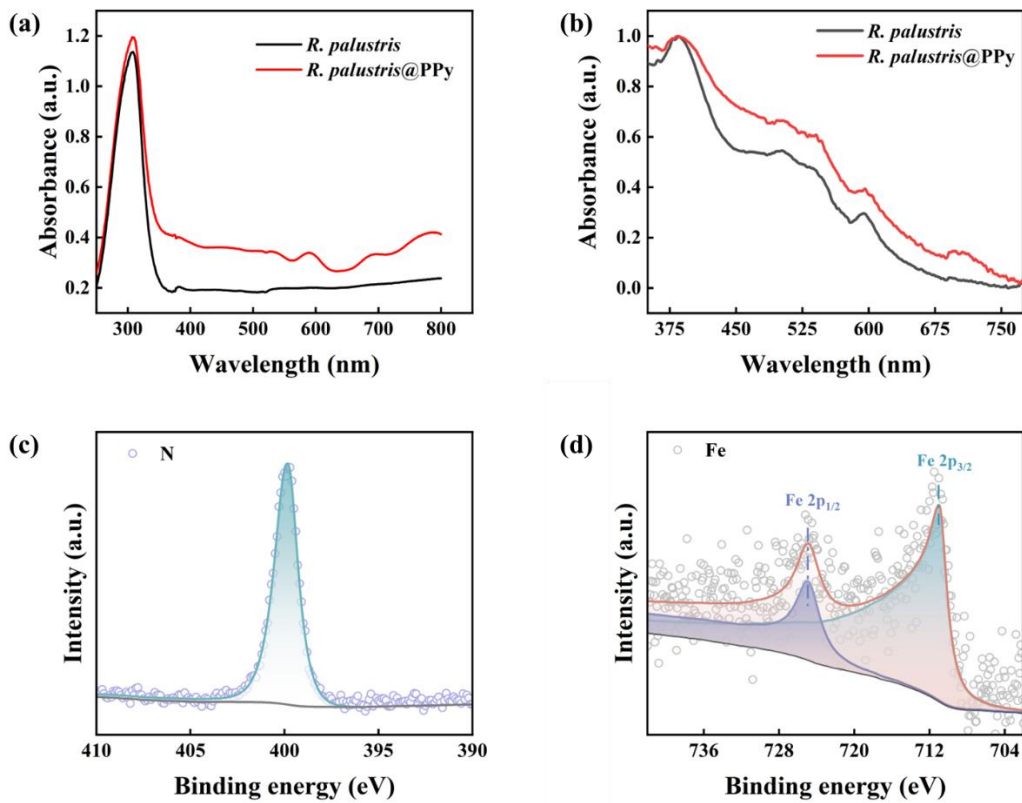 (a)
R. palustris
R. palustris@PPy
Absorbance (a.u.)
1.2
1.0
0.8
0.6
0.4
0.2
300 400 500 600 700 800
Wavelength (nm)
(b)
R. palustris
R. palustris@PPy
Absorbance (a.u.)
1.0
0.8
0.6
0.4
0.2
0.0
375 450 525 600 675 750
Wavelength (nm)
(c)
N
Intensity (a.u.)
410 405 400 395 390
Binding energy (eV)
(d)
Fe
Fe 2p3/2
Fe 2p1/2
Intensity (a.u.)
736 728 720 712 704
Binding energy (eV)